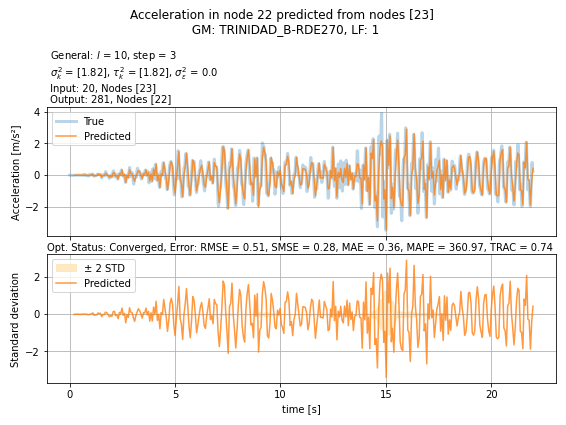 Acceleration in node 22 predicted from nodes [23]
GM: TRINIDAD_B-RDE270, LF: 1
General: l = 10, step = 3
σ²ₖ = [1.82], τ²ₖ = [1.82], σ²ε = 0.0
Input: 20, Nodes [23]
Output: 281, Nodes [22]
4
2
0
−2
Acceleration [m/s²]
True
Predicted
Opt. Status: Converged, Error: RMSE = 0.51, SMSE = 0.28, MAE = 0.36, MAPE = 360.97, TRAC = 0.74
2
0
−2
Standard deviation
± 2 STD
Predicted
0 5 10 15 20
time [s]